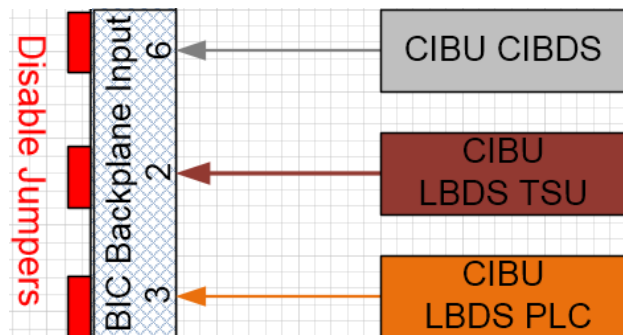 Disable Jumpers
BIC Backplane Input
6
CIBU CIBDS
2
CIBU
LBDS TSU
3
CIBU
LBDS PLC